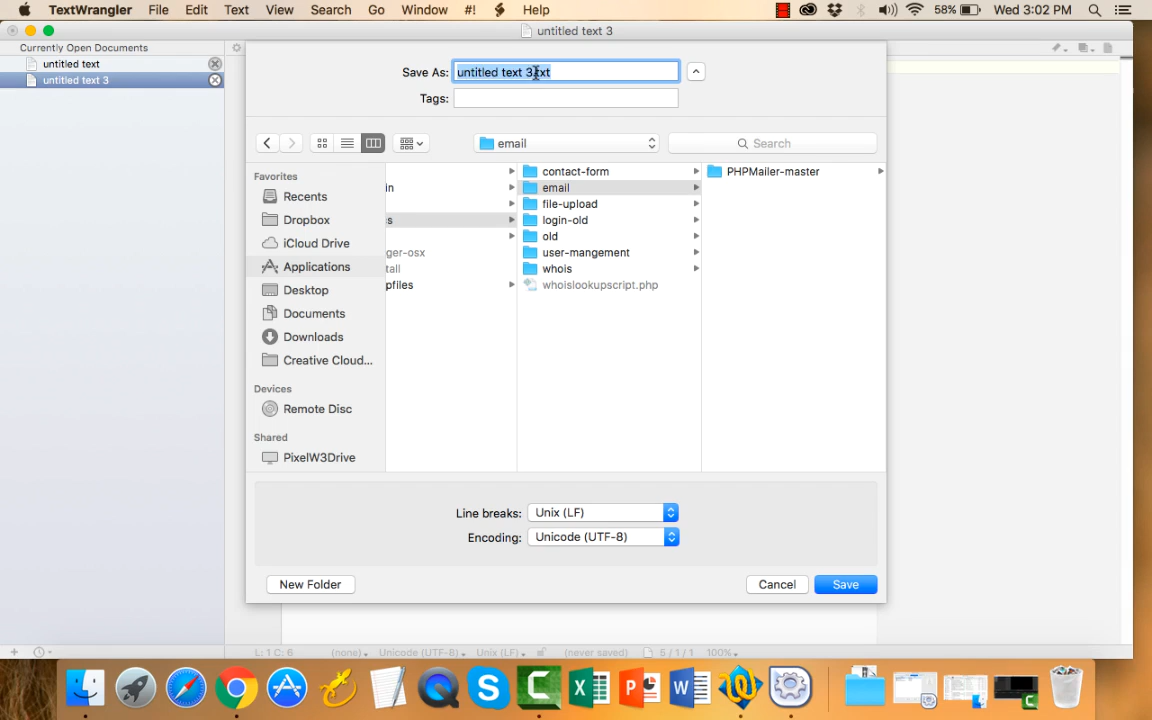 TextWrangler File Edit Text View Search Go Window #! Help 58% Wed 3:02 PM
untitled text 3
Currently Open Documents
untitled text
untitled text 3
Save As: untitled text 3.txt
Tags:
email
Search
Favorites
Recents
Dropbox
iCloud Drive
Applications
Desktop
Documents
Downloads
Creative Cloud...
Devices
Remote Disc
Shared
PixelW3Drive
in
s
ger-osx
tall
pfiles
contact-form
email
file-upload
login-old
old
user-mangement
whois
whoislookupscript.php
PHPMailer-master
Line breaks: Unix (LF)
Encoding: Unicode (UTF-8)
New Folder Cancel Save
L: 1 C: 6 (none) Unicode (UTF-8) Unix (LF) (never saved) 5 / 1 / 1 100%